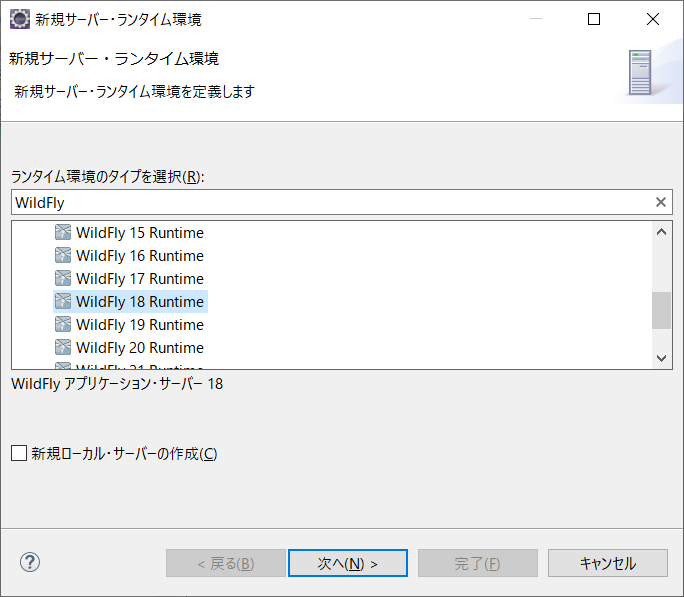 新規サーバー・ランタイム環境
新規サーバー・ランタイム環境
新規サーバー・ランタイム環境を定義します
ランタイム環境のタイプを選択(R):
WildFly
WildFly 15 Runtime
WildFly 16 Runtime
WildFly 17 Runtime
WildFly 18 Runtime
WildFly 19 Runtime
WildFly 20 Runtime
WildFly 21 Runtime
WildFly アプリケーション・サーバー 18
新規ローカル・サーバーの作成(C)
< 戻る(B) 次へ(N) > 完了(F) キャンセル